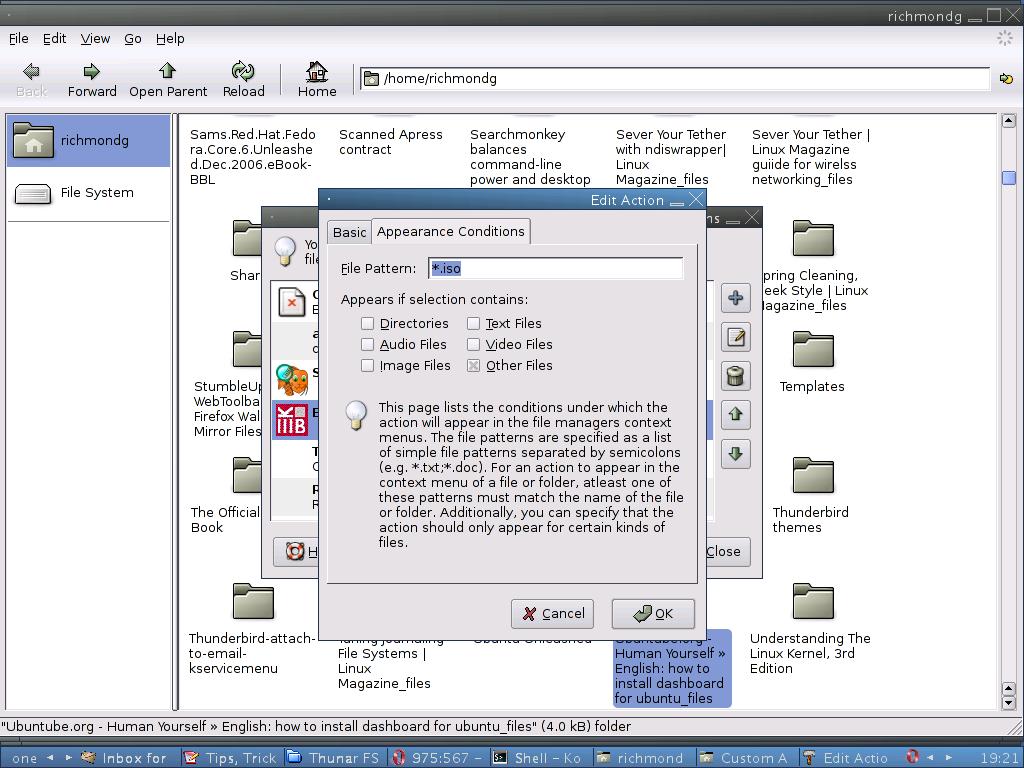 richmondg
File Edit View Go Help
Back Forward Open Parent Reload Home /home/richmondg
richmondg
File System
Sams.Red.Hat.Fedo
ra.Core.6.Unleashe
d.Dec.2006.eBook-
BBL
Scanned Apress
contract
Searchmonkey
balances
command-line
power and desktop
Sever Your Tether
with ndiswrapper|
Linux
Magazine_files
Sever Your Tether |
Linux Magazine
guiide for wirelss
networking_files
Edit Action
Basic Appearance Conditions
File Pattern: *.iso
Appears if selection contains:
Directories Text Files
Audio Files Video Files
Image Files Other Files
This page lists the conditions under which the
action will appear in the file managers context
menus. The file patterns are specified as a list
of simple file patterns separated by semicolons
(e.g. *.txt;*.doc). For an action to appear in the
context menu of a file or folder, atleast one of
these patterns must match the name of the file
or folder. Additionally, you can specify that the
action should only appear for certain kinds of
files.
Cancel OK
Close
Shar
pring Cleaning,
eek Style | Linux
agazine_files
StumbleUp
WebToolba
Firefox Wal
Mirror Files
Templates
The Official
Book
Thunderbird
themes
Thunderbird-attach-
to-email-
kservicemenu
File Systems |
Linux
Magazine_files
Ubuntu Unleashed
Ubuntube.org -
Human Yourself »
English: how to
install dashboard
for ubuntu_files
Understanding The
Linux Kernel, 3rd
Edition
"Ubuntube.org - Human Yourself » English: how to install dashboard for ubuntu_files" (4.0 kB) folder
one Inbox for Tips, Trick Thunar FS 975:567 – Shell – Ko richmond Custom A Edit Actio 19:21